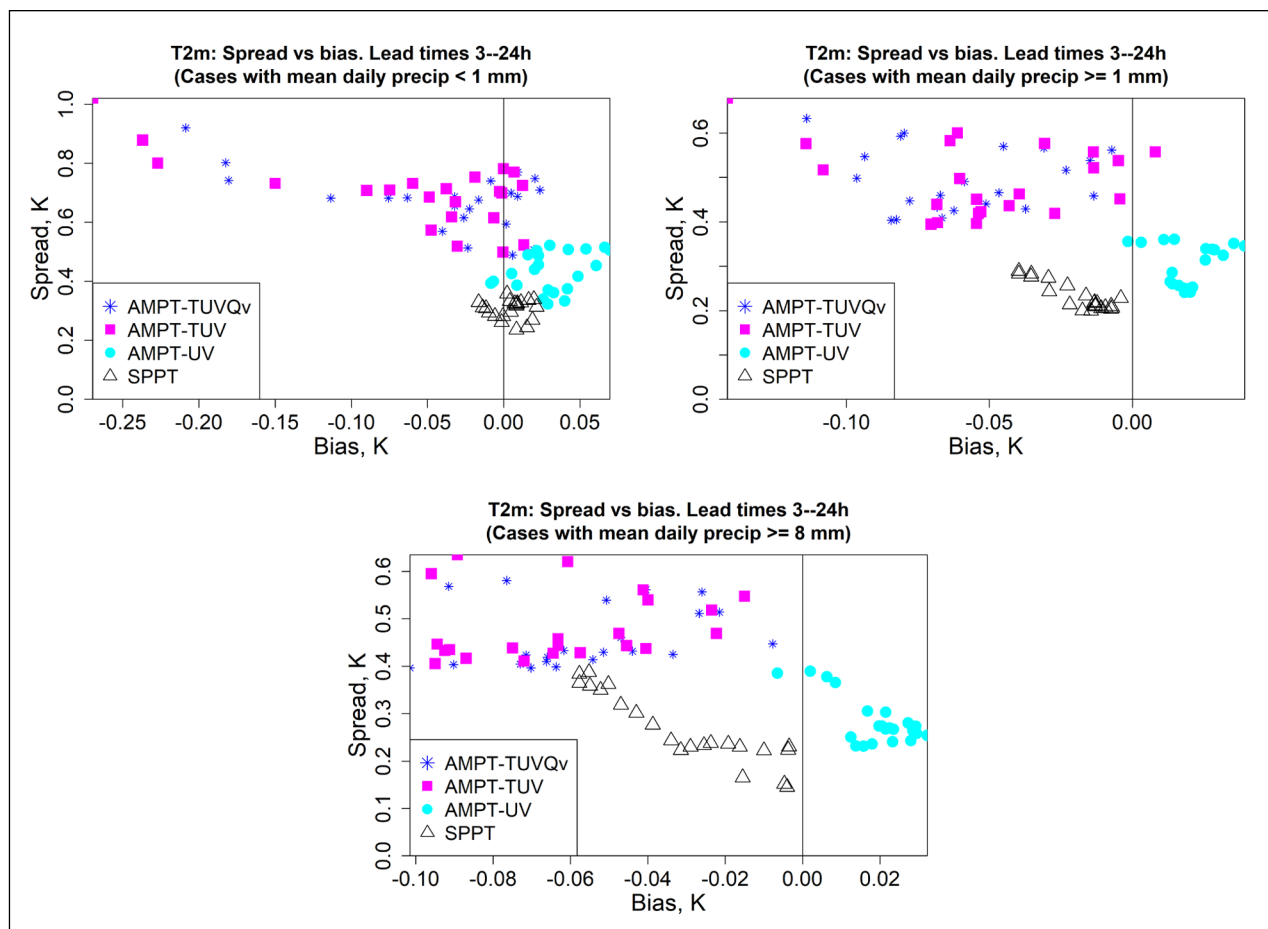 T2m: Spread vs bias. Lead times 3--24h
(Cases with mean daily precip < 1 mm)
Spread, K
1.0
0.8
0.6
0.4
0.2
0.0
AMPT-TUVQv
AMPT-TUV
AMPT-UV
SPPT
-0.25 -0.20 -0.15 -0.10 -0.05 0.00 0.05
Bias, K
T2m: Spread vs bias. Lead times 3--24h
(Cases with mean daily precip >= 1 mm)
Spread, K
0.6
0.4
0.2
0.0
AMPT-TUVQv
AMPT-TUV
AMPT-UV
SPPT
-0.10 -0.05 0.00
Bias, K
T2m: Spread vs bias. Lead times 3--24h
(Cases with mean daily precip >= 8 mm)
Spread, K
0.6
0.5
0.4
0.3
0.2
0.1
0.0
AMPT-TUVQv
AMPT-TUV
AMPT-UV
SPPT
-0.10 -0.08 -0.06 -0.04 -0.02 0.00 0.02
Bias, K